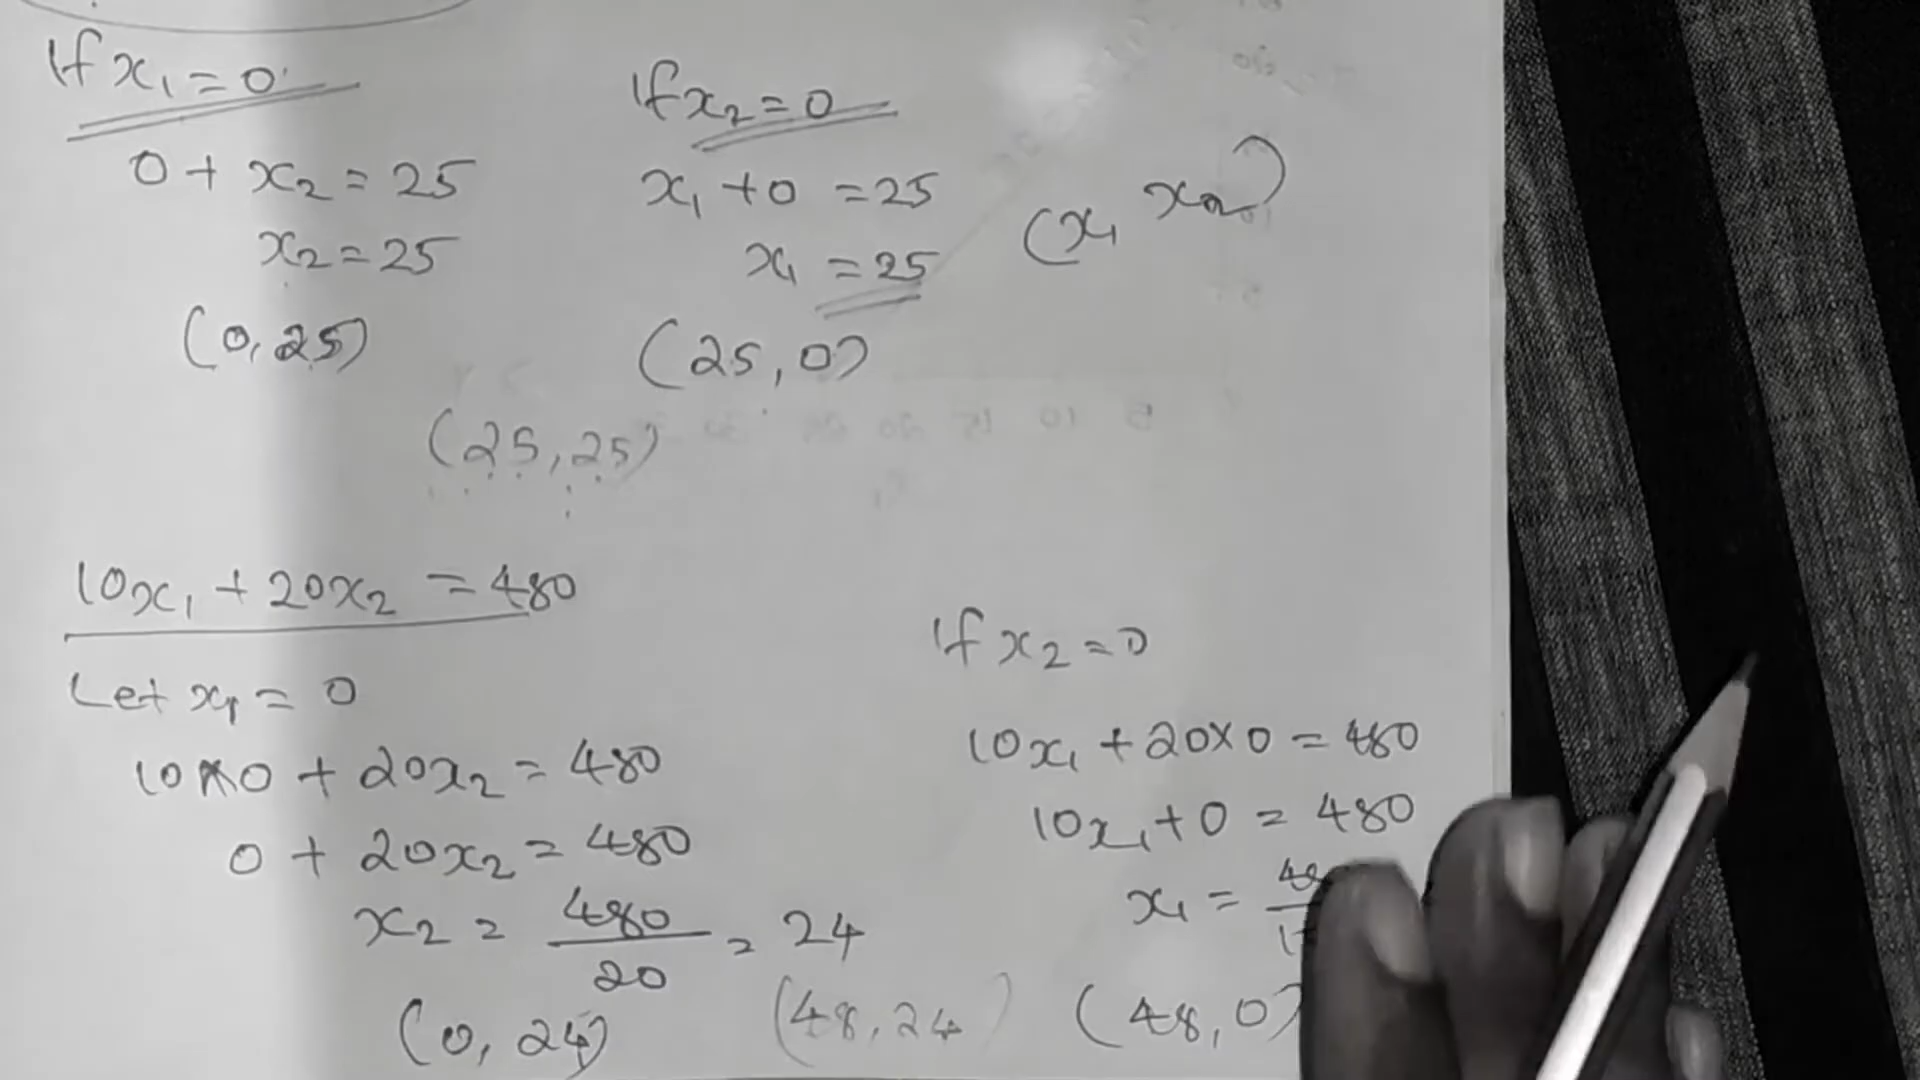 If x₁ = 0
0 + x₂ = 25
x₂ = 25
(0, 25)
If x₂ = 0
x₁ + 0 = 25
x₁ = 25
(25, 0)
(x₁ x₂)
(25, 25)
10x₁ + 20x₂ = 480
Let x₁ = 0
10×0 + 20x₂ = 480
0 + 20x₂ = 480
x₂ = 480/20 = 24
(0, 24)
(48, 24)
If x₂ = 0
10x₁ + 20×0 = 480
10x₁ + 0 = 480
x₁ =
(48, 0)